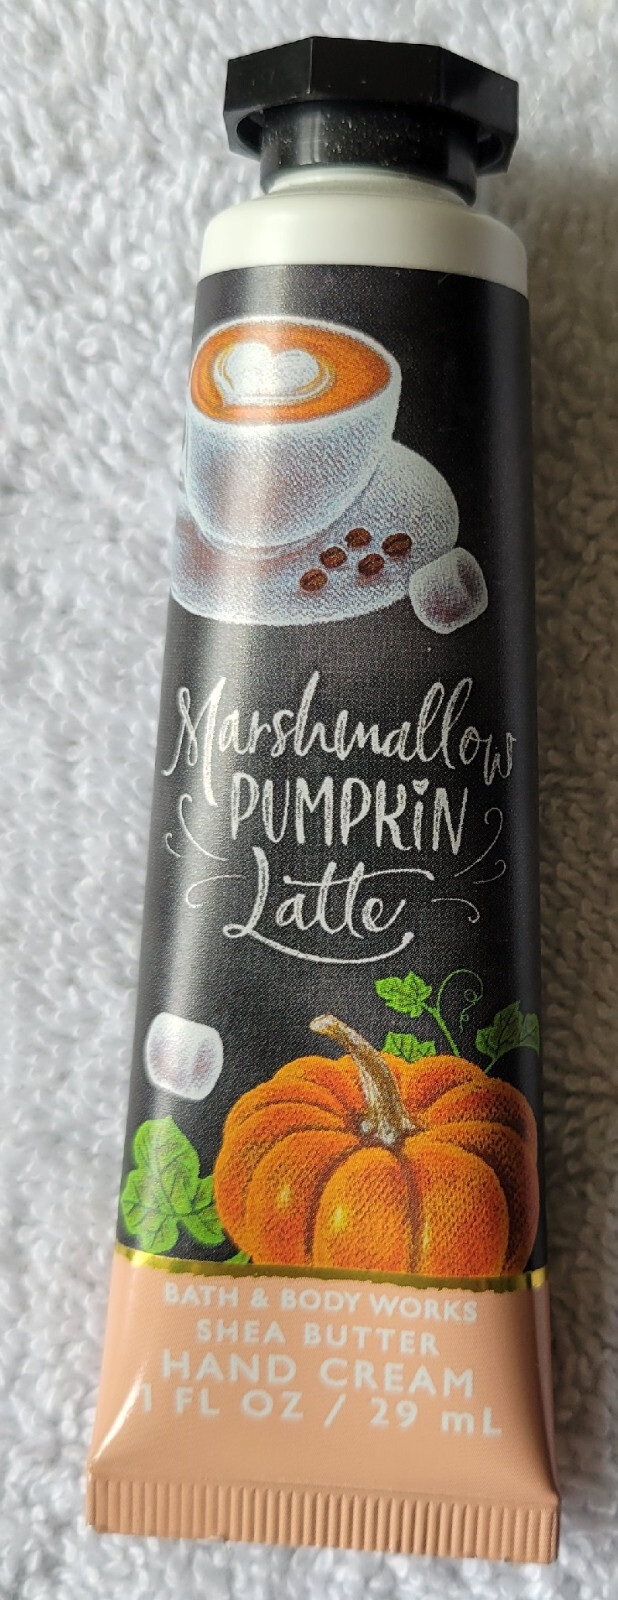 Marshmallow
PUMPKiN
Latte
BATH & BODY WORKS
SHEA BUTTER
HAND CREAM
1 FL OZ / 29 mL